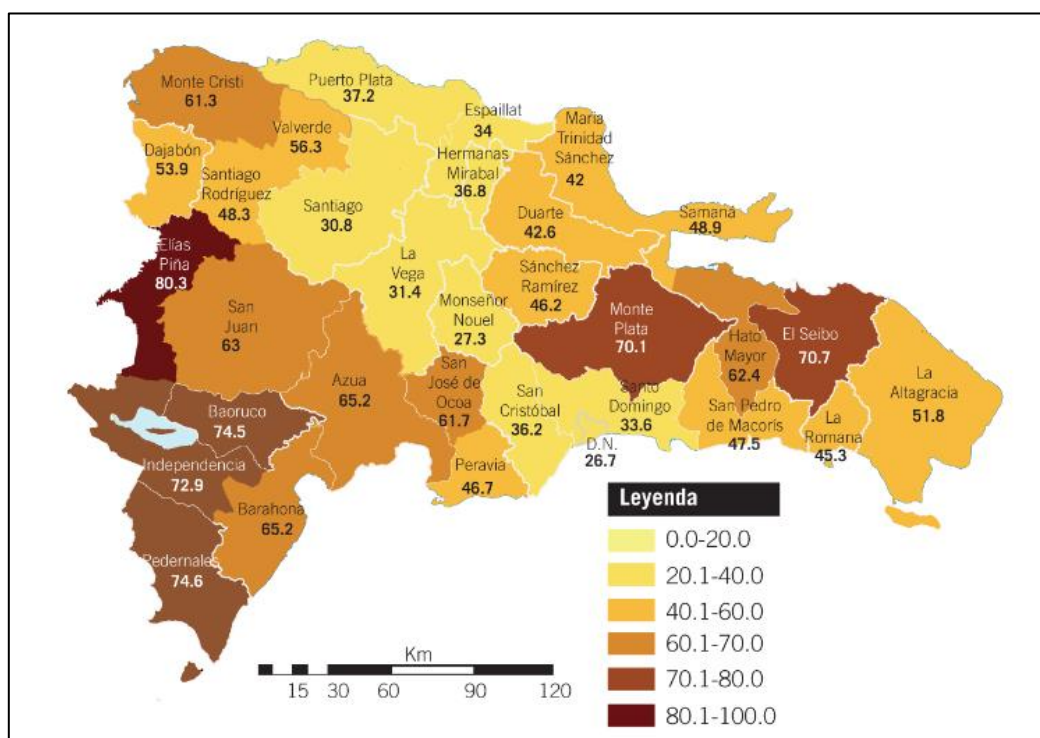 Monte Cristi
61.3
Puerto Plata
37.2
Espaillat
34
Maria
Trinidad
Sánchez
42
Valverde
56.3
Dajabón
53.9
Santiago
Rodríguez
48.3
Hermanas
Mirabal
36.8
Santiago
30.8
Duarte
42.6
Samaná
48.9
Elías
Piña
80.3
La
Vega
31.4
Sánchez
Ramírez
46.2
San
Juan
63
Monseñor
Nouel
27.3
Monte
Plata
70.1
Hato
Mayor
62.4
El Seibo
70.7
La
Altagracia
51.8
Azua
65.2
San
José de
Ocoa
61.7
San
Cristóbal
36.2
Santo
Domingo
33.6
San Pedro
de Macorís
47.5
La
Romana
45.3
Baoruco
74.5
D.N.
26.7
Peravia
46.7
Independencia
72.9
Barahona
65.2
Pedernales
74.6
Leyenda
0.0-20.0
20.1-40.0
40.1-60.0
60.1-70.0
70.1-80.0
80.1-100.0
Km
15 30 60 90 120